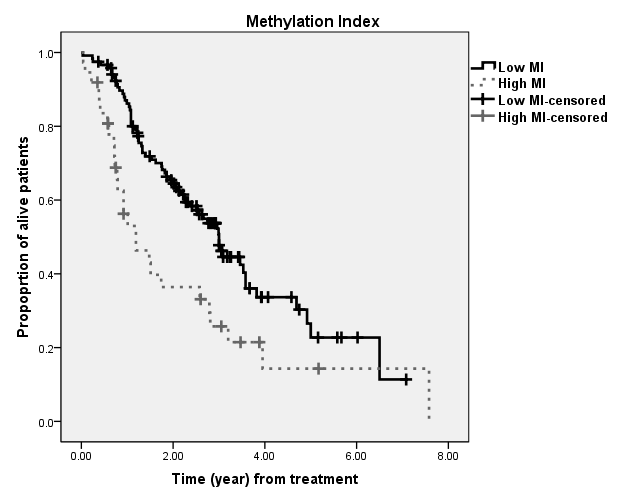 Methylation Index
1.0
0.8
0.6
0.4
0.2
0.0
Propoprtion of alive patients
0.00
2.00
4.00
6.00
8.00
Time (year) from treatment
Low MI
High MI
Low MI-censored
High MI-censored